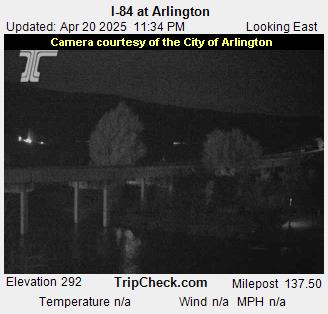 I-84 at Arlington
Updated: Apr 20 2025 11:34 PM Looking East
Camera courtesy of the City of Arlington
Elevation 292 TripCheck.com Milepost 137.50
Temperature n/a Wind n/a MPH n/a